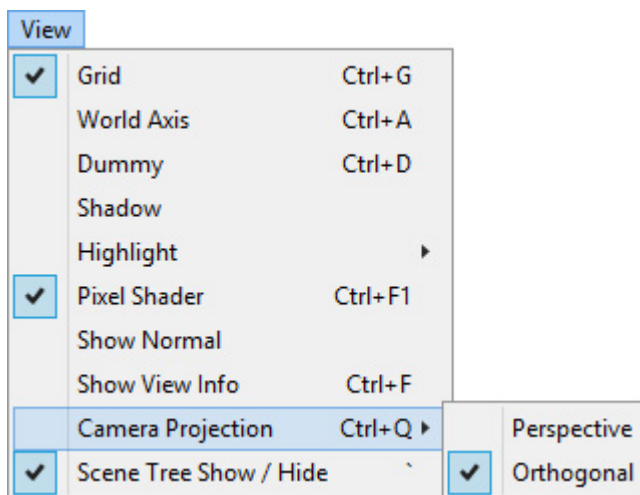 View
Grid Ctrl+G
World Axis Ctrl+A
Dummy Ctrl+D
Shadow
Highlight
Pixel Shader Ctrl+F1
Show Normal
Show View Info Ctrl+F
Camera Projection Ctrl+Q Perspective
Scene Tree Show / Hide ` Orthogonal